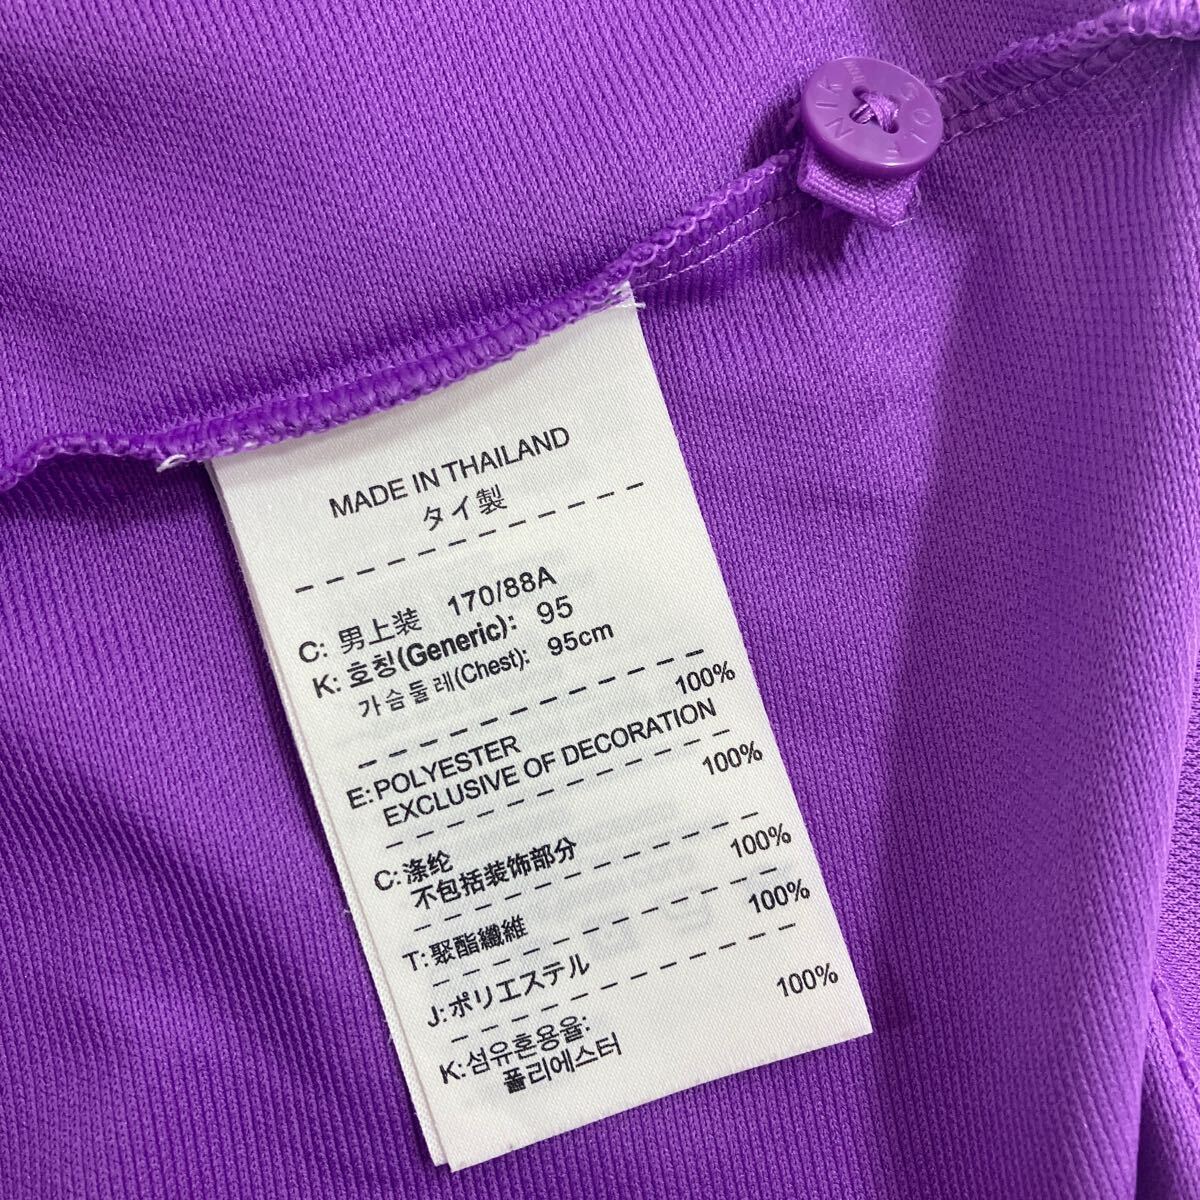 NIK GOLF
MADE IN THAILAND
タイ製
C: 男上装 170/88A
K: 호칭(Generic): 95
가슴둘레(Chest): 95cm
E: POLYESTER 100%
EXCLUSIVE OF DECORATION
C: 涤纶 100%
不包括装饰部分
T: 聚酯纖維 100%
J: ポリエステル 100%
K: 섬유혼용율:
폴리에스터 100%